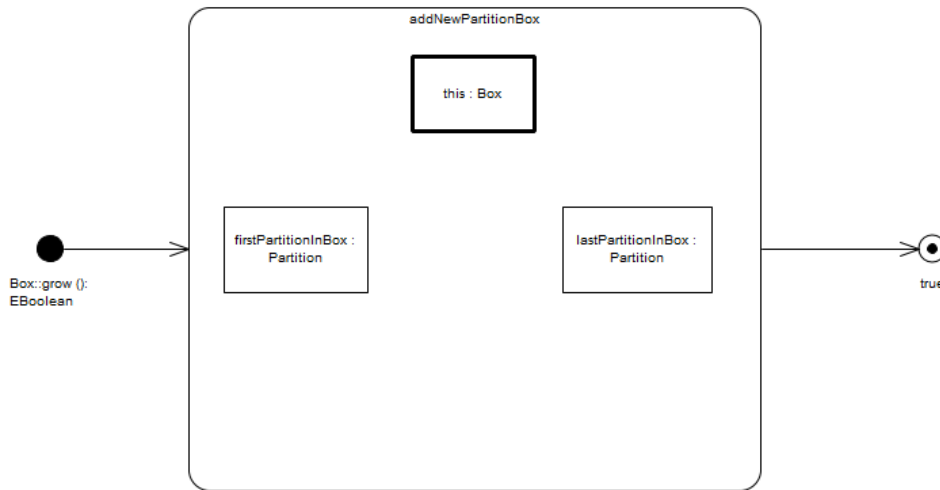 addNewPartitionBox
this : Box
firstPartitionInBox :
Partition
lastPartitionInBox :
Partition
Box::grow ():
EBoolean
true